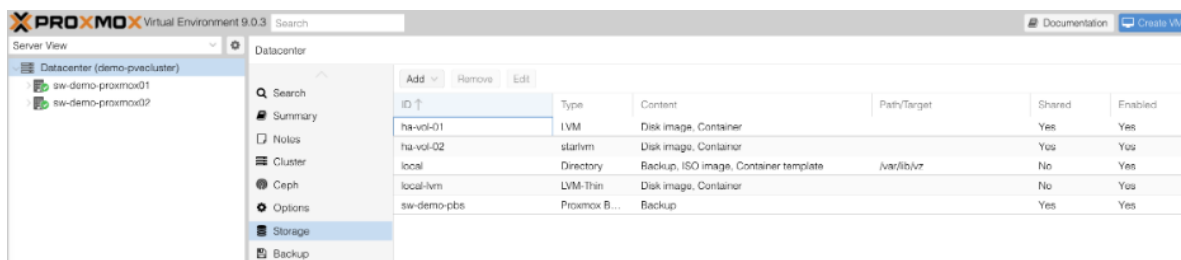 PROXMOX Virtual Environment 9.0.3 Search Documentation Create VM
Server View
Datacenter
Datacenter (demo-pvecluster)
sw-demo-proxmox01
sw-demo-proxmox02
Search
Summary
Notes
Cluster
Ceph
Options
Storage
Backup
Add Remove Edit
ID Type Content Path/Target Shared Enabled
ha-vol-01 LVM Disk image, Container Yes Yes
ha-vol-02 starlvm Disk image, Container Yes Yes
local Directory Backup, ISO image, Container template /var/lib/vz No Yes
local-lvm LVM-Thin Disk image, Container No Yes
sw-demo-pbs Proxmox B... Backup Yes Yes